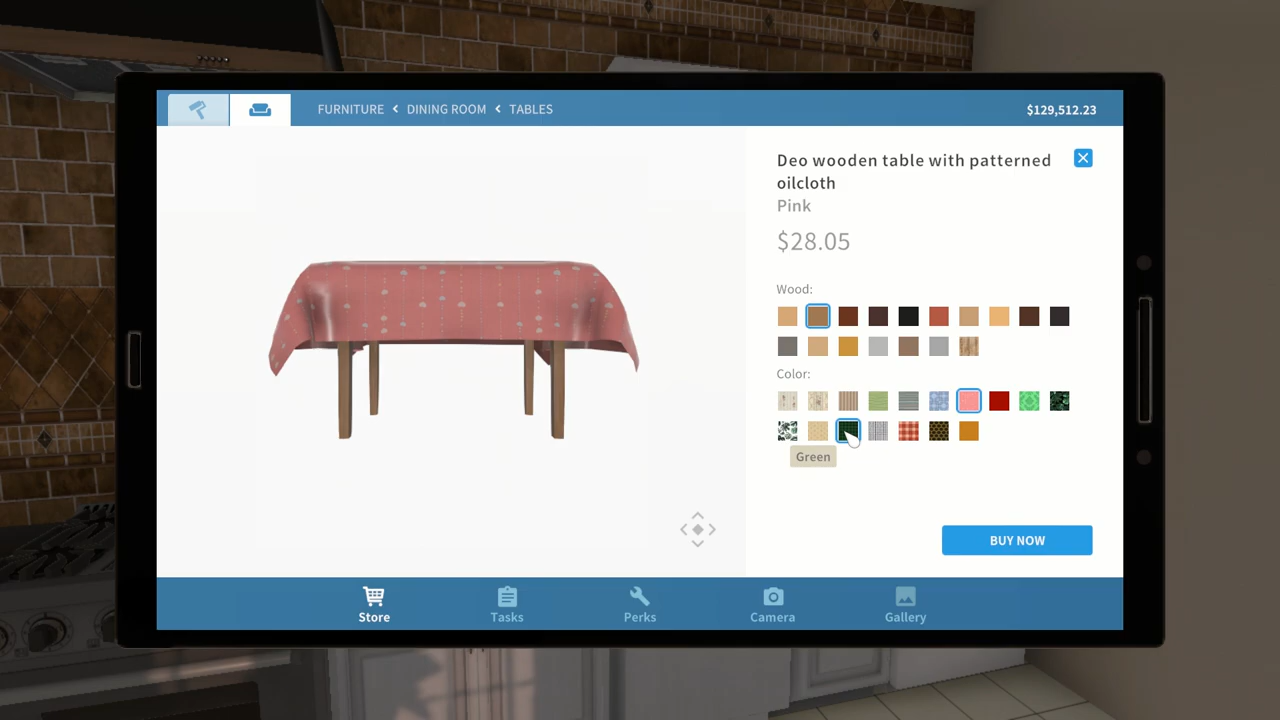 FURNITURE < DINING ROOM < TABLES
$129,512.23
Deo wooden table with patterned
oilcloth
Pink
$28.05
Wood:
Color:
Green
BUY NOW
Store
Tasks
Perks
Camera
Gallery